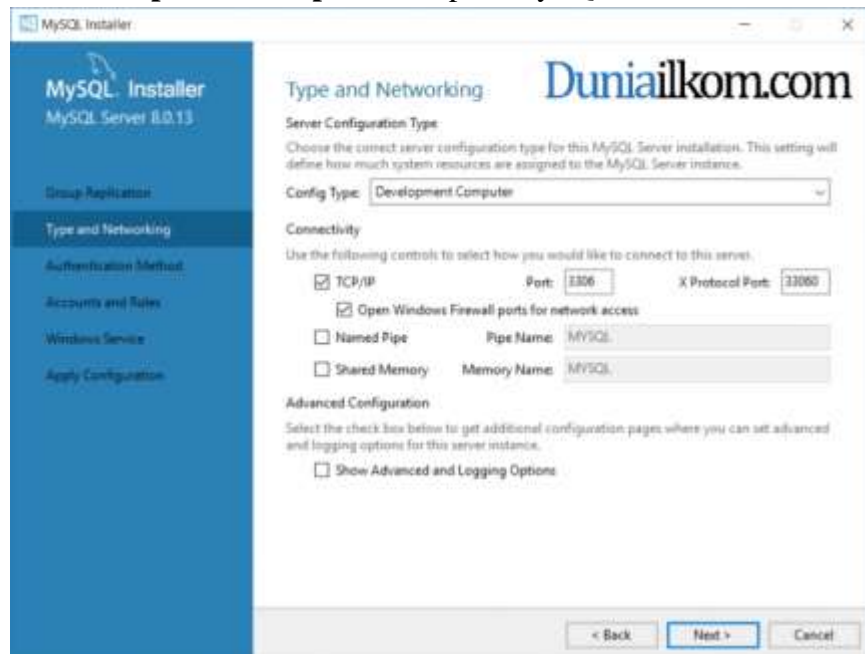 MySQL Installer
MySQL. Installer
MySQL Server 8.0.13
Group Replication
Type and Networking
Authentication Method
Accounts and Roles
Windows Service
Apply Configuration
Type and Networking
Duniailkom.com
Server Configuration Type
Choose the correct server configuration type for this MySQL Server installation. This setting will
define how much system resources are assigned to the MySQL Server instance.
Config Type: Development Computer
Connectivity
Use the following controls to select how you would like to connect to this server.
TCP/IP Port: 3306 X Protocol Port: 33060
Open Windows Firewall ports for network access
Named Pipe Pipe Name: MYSQL
Shared Memory Memory Name: MYSQL
Advanced Configuration
Select the check box below to get additional configuration pages where you can set advanced
and logging options for this server instance.
Show Advanced and Logging Options
< Back Next > Cancel